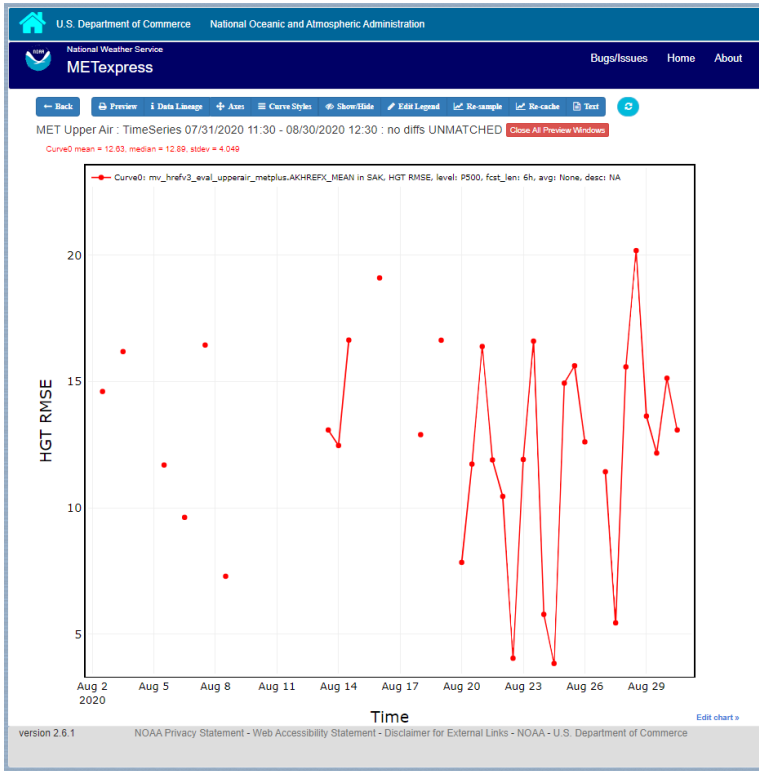 U.S. Department of Commerce National Oceanic and Atmospheric Administration
NOAA
National Weather Service
METexpress
Bugs/Issues Home About
← Back Preview i Data Lineage Axes Curve Styles Show/Hide Edit Legend Re-sample Re-cache Text
MET Upper Air : TimeSeries 07/31/2020 11:30 - 08/30/2020 12:30 : no diffs UNMATCHED Close All Preview Windows
Curve0 mean = 12.63, median = 12.89, stdev = 4.049
Curve0: mv_hrefv3_eval_upperair_metplus.AKHREFX_MEAN in SAK, HGT RMSE, level: P500, fcst_len: 6h, avg: None, desc: NA
20
15
10
5
HGT RMSE
Aug 2 Aug 5 Aug 8 Aug 11 Aug 14 Aug 17 Aug 20 Aug 23 Aug 26 Aug 29
2020
Time
Edit chart »
version 2.6.1 NOAA Privacy Statement - Web Accessibility Statement - Disclaimer for External Links - NOAA - U.S. Department of Commerce